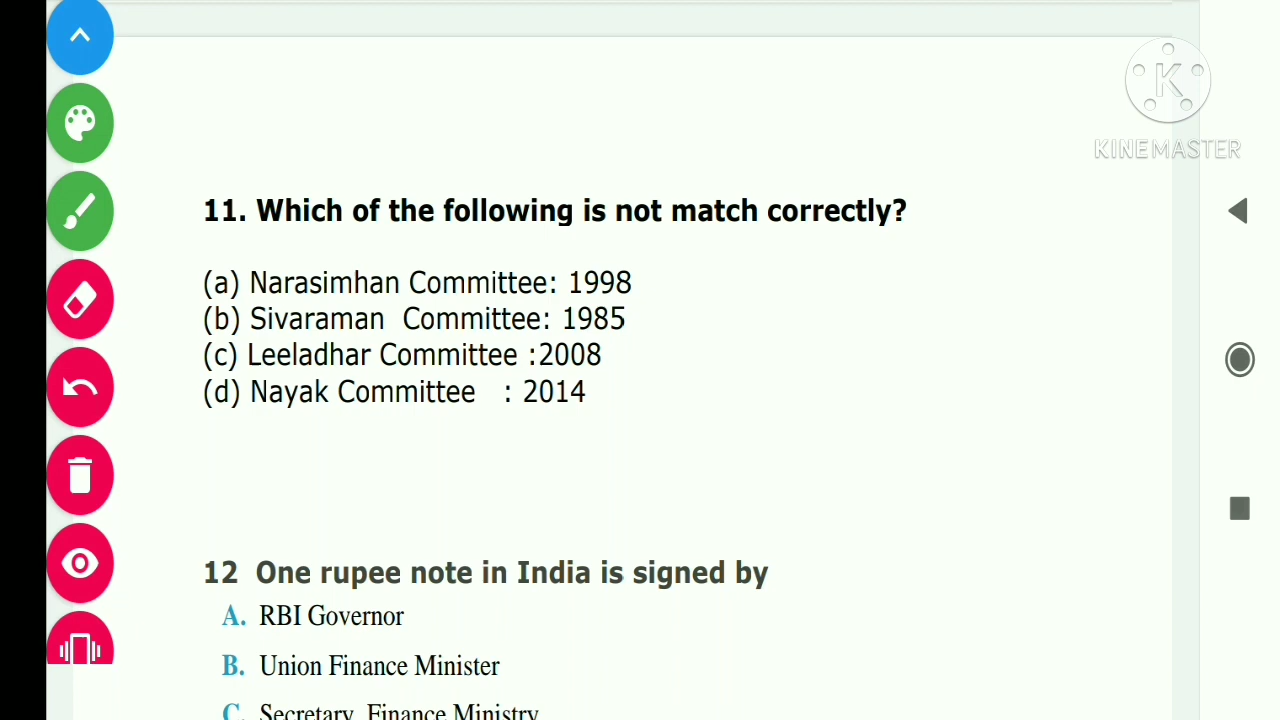 K
KINEMASTER
11. Which of the following is not match correctly?
(a) Narasimhan Committee: 1998
(b) Sivaraman Committee: 1985
(c) Leeladhar Committee :2008
(d) Nayak Committee : 2014
12 One rupee note in India is signed by
A. RBI Governor
B. Union Finance Minister
C. Secretary, Finance Ministry